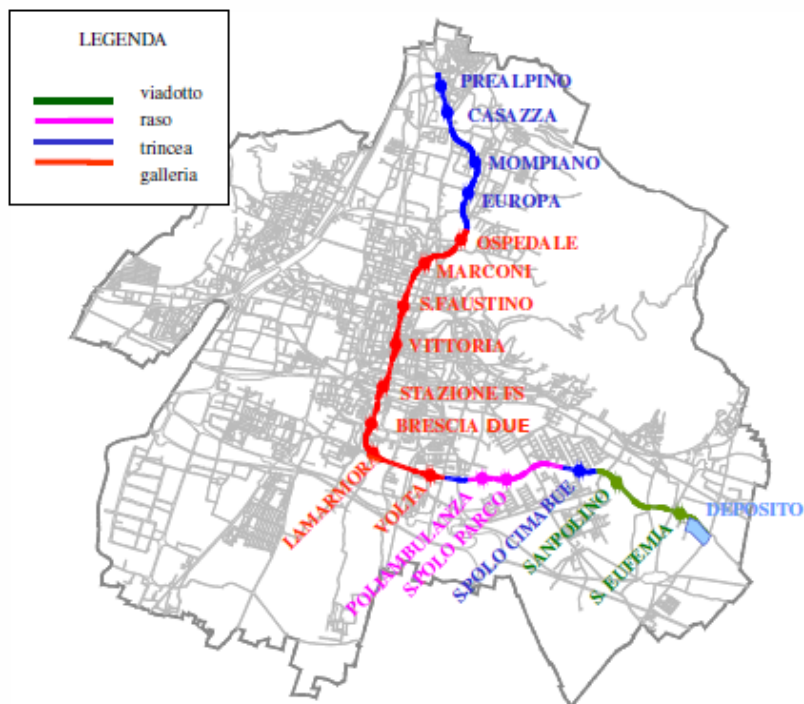 LEGENDA
viadotto
raso
trincea
galleria
PREALPINO
CASAZZA
MOMPIANO
EUROPA
OSPEDALE
MARCONI
S.FAUSTINO
VITTORIA
STAZIONE FS
BRESCIA DUE
LAMARMORA
VOLTA
POLIAMBULANZA
S.POLO PARCO
S.POLO CIMABUE
SANPOLINO
S. EUFEMIA
DEPOSITO